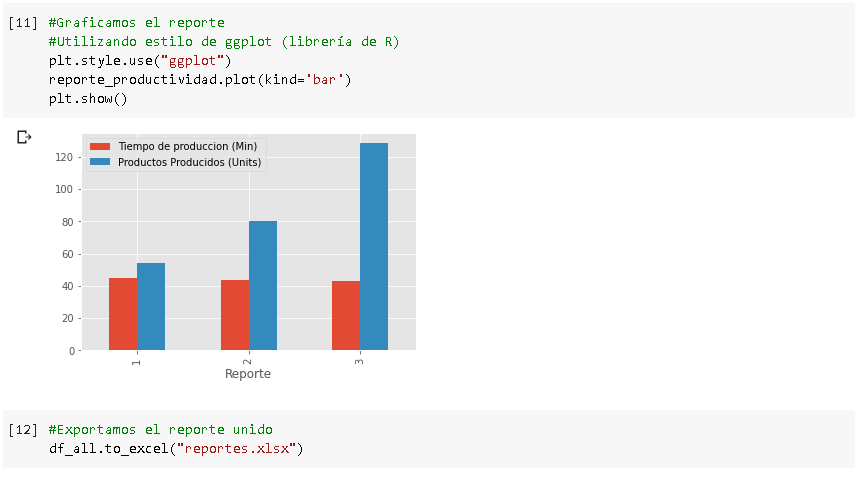 [11] #Graficamos el reporte
#Utilizando estilo de ggplot (librería de R)
plt.style.use("ggplot")
reporte_productividad.plot(kind='bar')
plt.show()
Tiempo de produccion (Min)
Productos Producidos (Units)
120
100
80
60
40
20
0
1
2
3
Reporte
[12] #Exportamos el reporte unido
df_all.to_excel("reportes.xlsx")